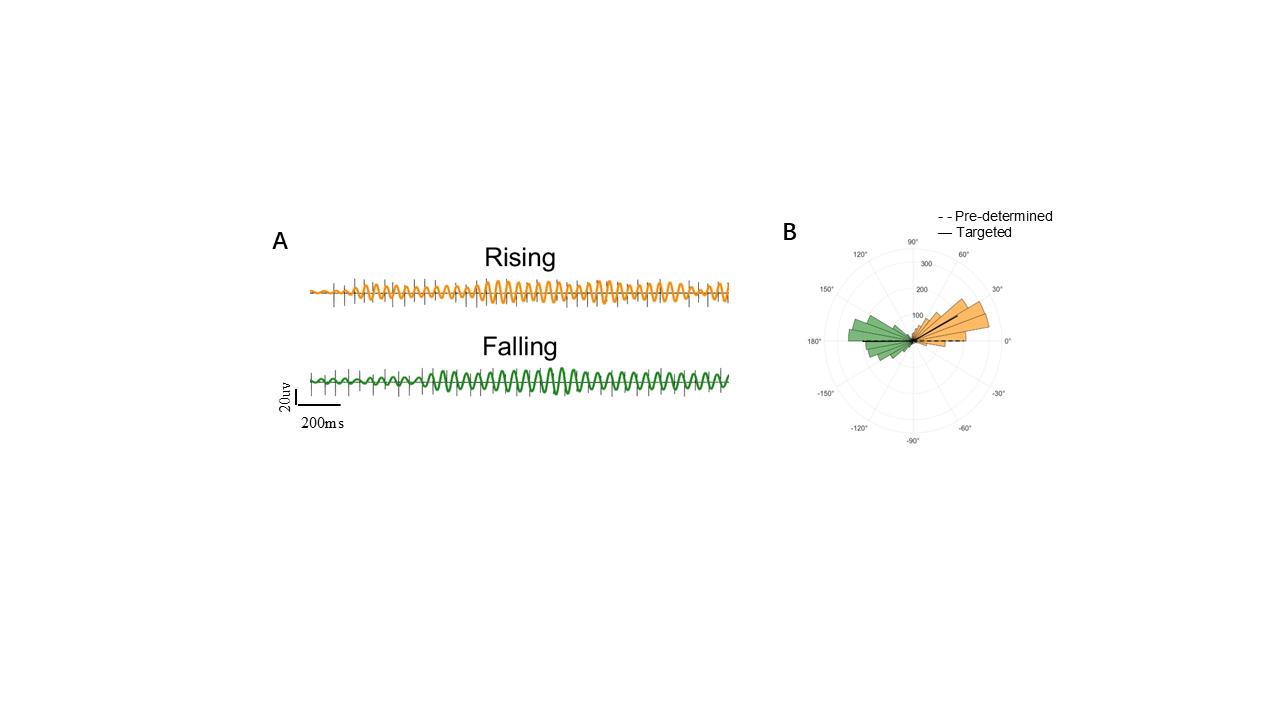 A
Rising
Falling
20uv
200ms
B
- - Pre-determined
— Targeted
90°
120°
60°
300
150°
200
30°
100
180°
0°
-150°
-30°
-120°
-60°
-90°